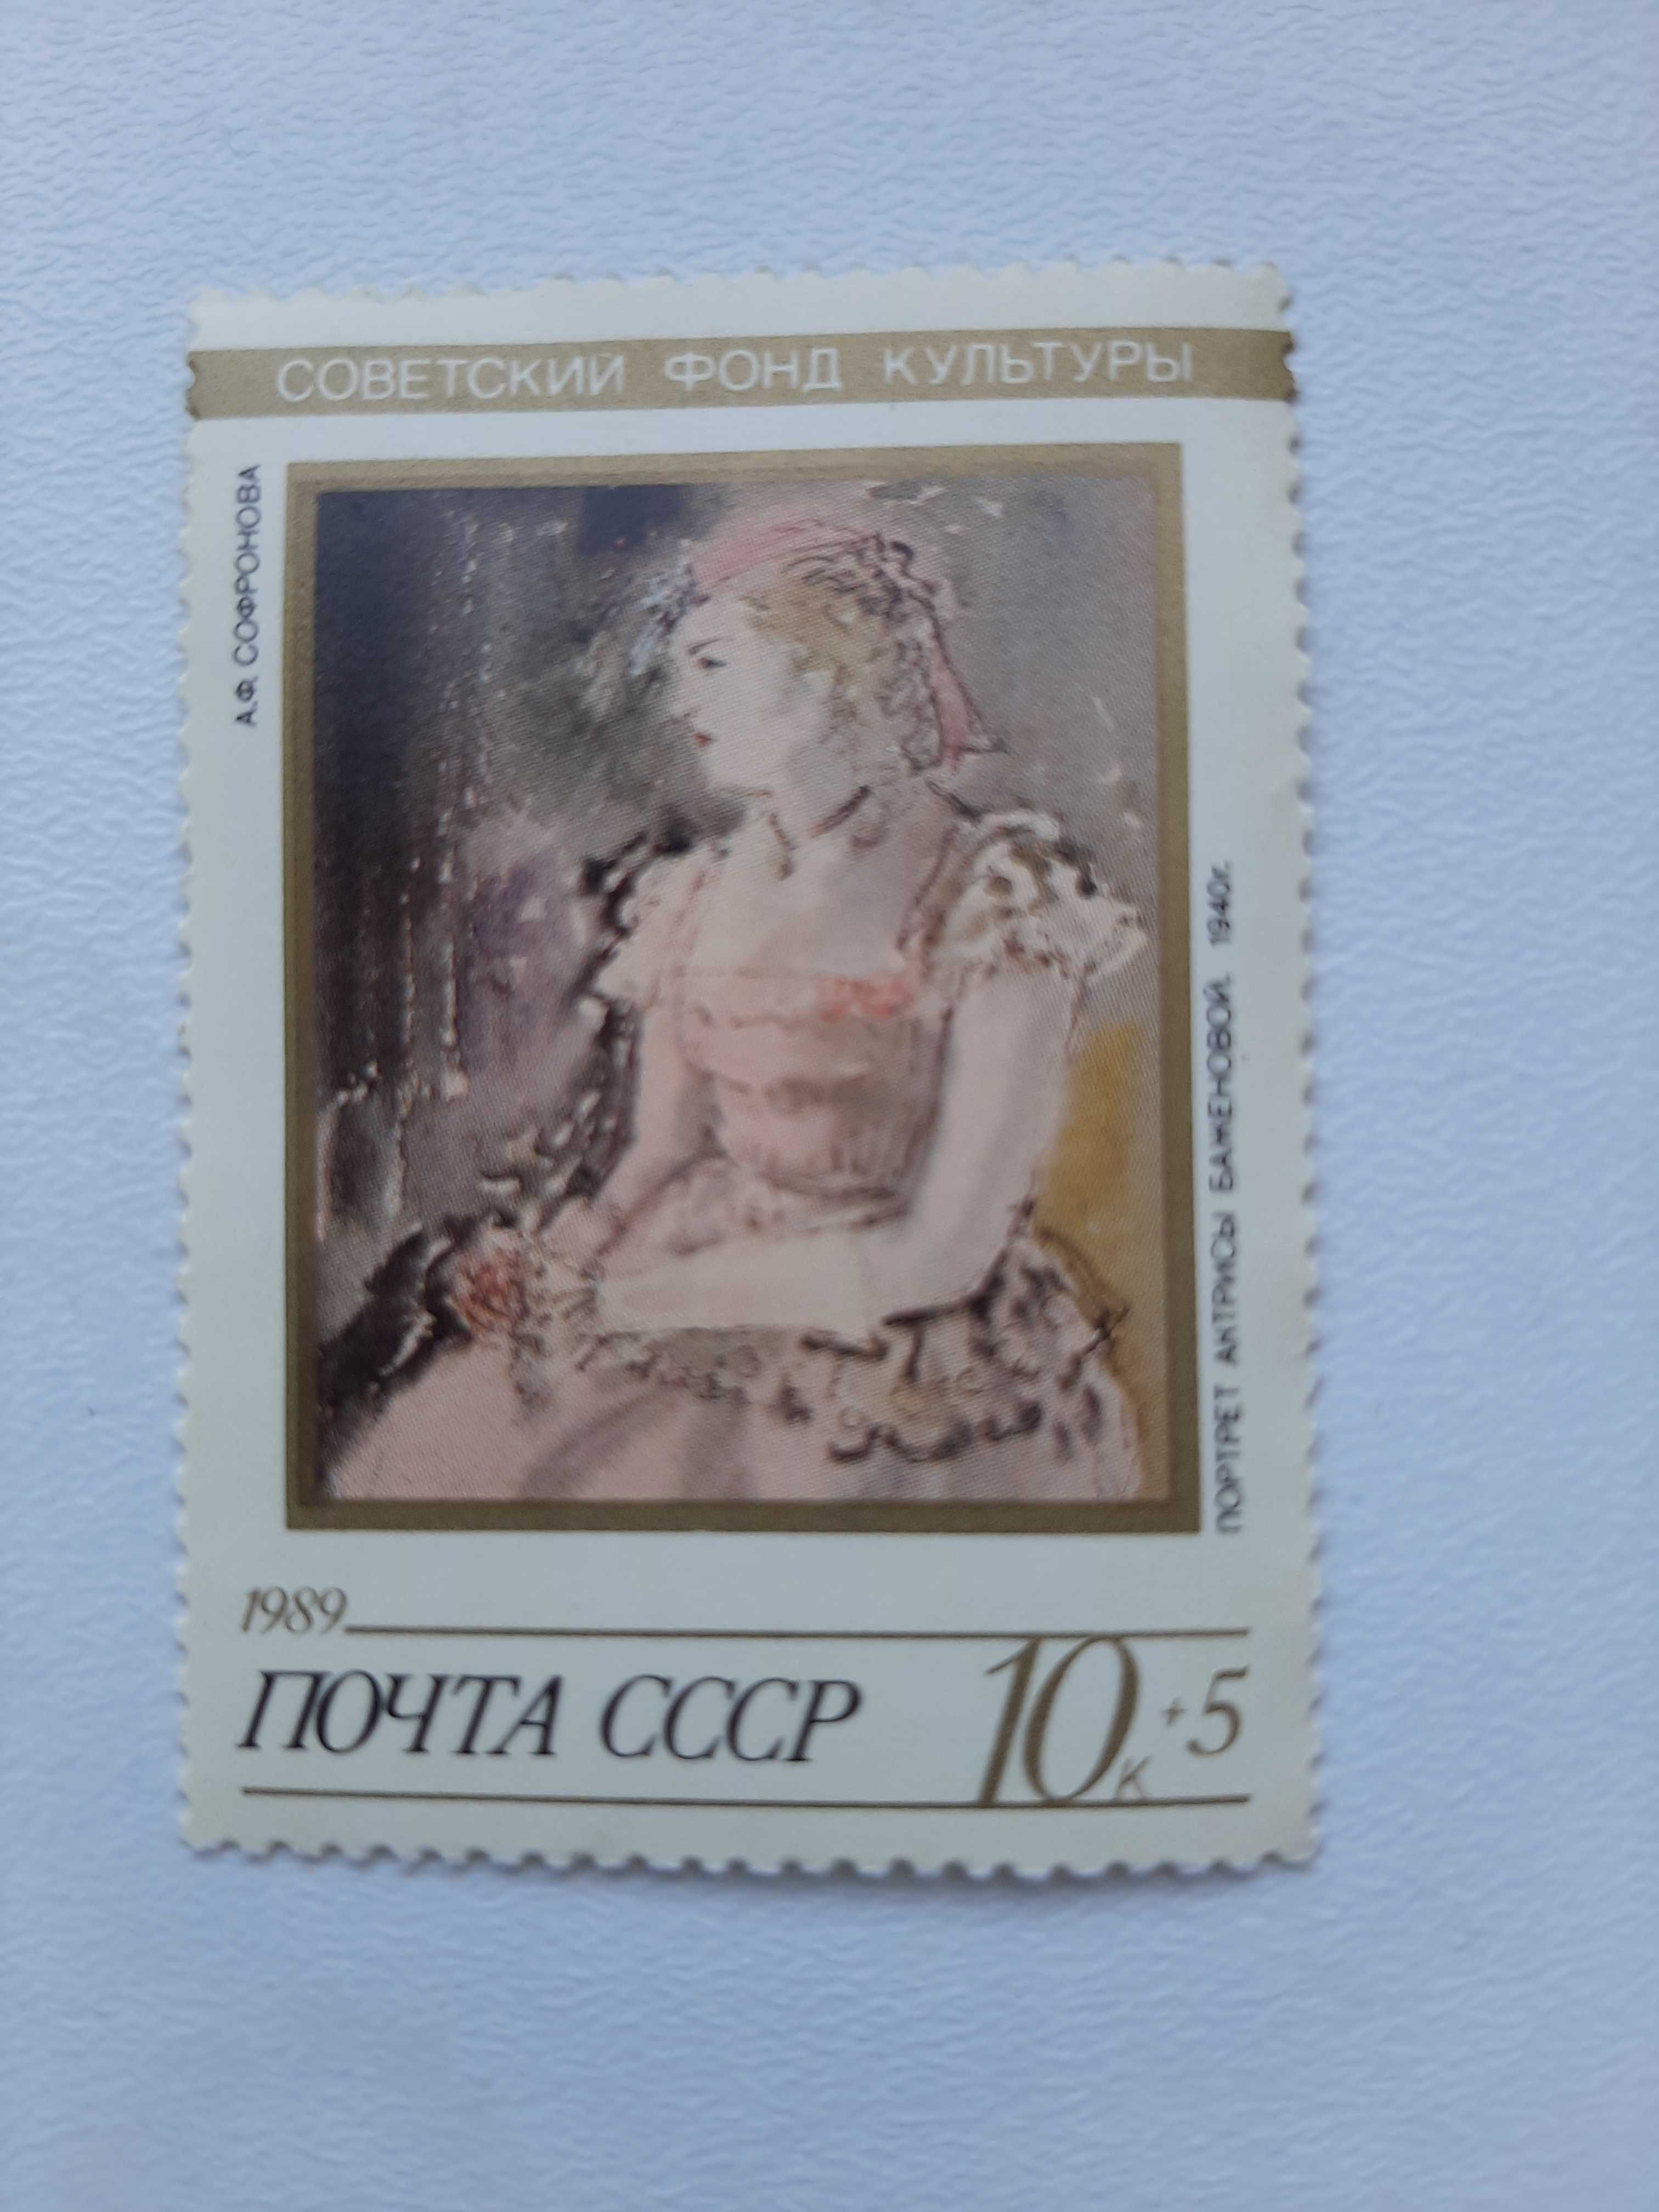 СОВЕТСКИЙ ФОНД КУЛЬТУРЫ
А.Ф. СОФРОНОВА
ПОРТРЕТ АКТРИСЫ БАЖЕНОВОЙ. 1940г.
1989
ПОЧТА СССР 10К+5